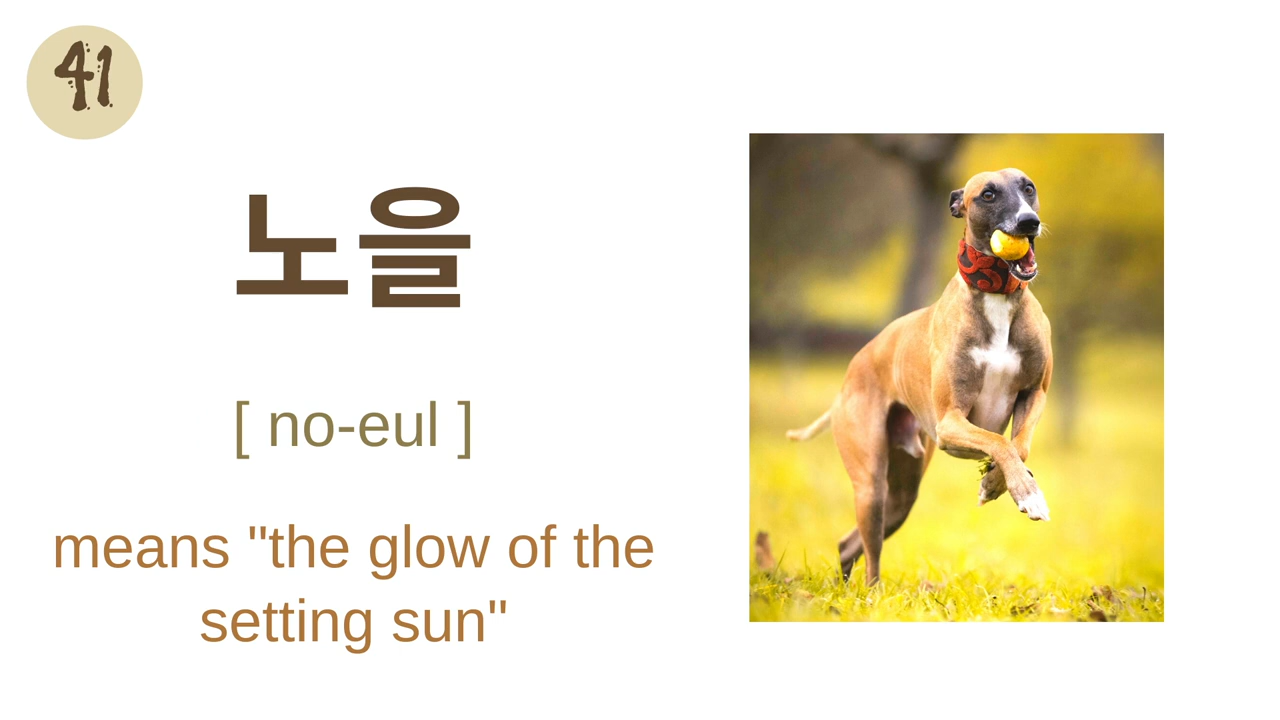 41
노을
[ no-eul ]
means "the glow of the
setting sun"